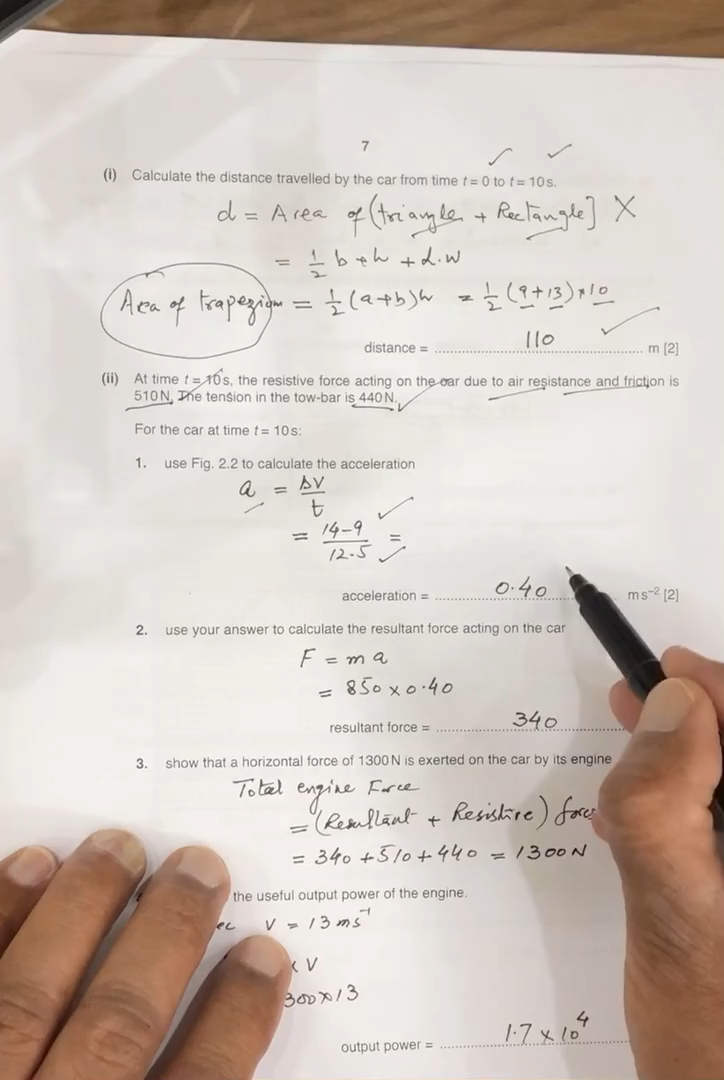 7
(i) Calculate the distance travelled by the car from time t = 0 to t = 10 s.
d = Area of (triangle + Rectangle] X
= 1/2 b * h + L.W
Area of trapezium = 1/2 (a+b)h = 1/2 (9+13) * 10
distance = 110 m [2]
(ii) At time t = 10 s, the resistive force acting on the car due to air resistance and friction is
510 N. The tension in the tow-bar is 440 N.
For the car at time t = 10 s:
1. use Fig. 2.2 to calculate the acceleration
a = ΔV/t
= 14-9/12.5 =
acceleration = 0.40 m s⁻² [2]
2. use your answer to calculate the resultant force acting on the car
F = m a
= 850 × 0.40
resultant force = 340
3. show that a horizontal force of 1300 N is exerted on the car by its engine
Total engine Force
= (Resultant + Resistive) force
= 340 + 510 + 440 = 1300 N
the useful output power of the engine.
V = 13 ms⁻¹
V
300 × 13
output power = 1.7 × 10⁴